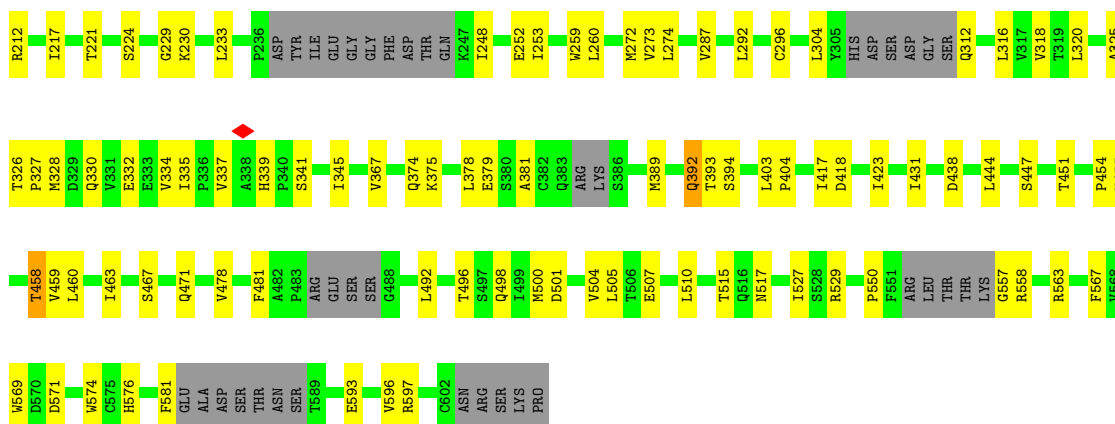 R212 I217 T221 S224 G229 K230 L233 P236 ASP TYR ILE GLU GLY GLY PHE ASP THR GLN K247 I248 E252 I253 W259 L260 M272 V273 L274 V287 L292 C296 L304 Y305 HIS ASP SER ASP GLY SER Q312 L316 V317 V318 T319 L320 A325
T326 P327 M328 D329 Q330 V331 E332 E333 V334 I335 P336 V337 A338 H339 P340 S341 I345 V367 Q374 K375 L378 E379 S380 A381 C382 Q383 ARG LYS S386 M389 Q392 T393 S394 L403 P404 I417 D418 I423 I431 D438 L444 S447 T451 P454
T458 V459 L460 I463 S467 Q471 V478 F481 A482 P483 ARG GLU SER SER G488 L492 T496 S497 Q498 I499 M500 D501 V504 L505 T506 E507 L510 T515 Q516 N517 I527 S528 R529 P550 F551 ARG LEU THR THR LYS G557 R558 R563 F567
W569 D570 D571 W574 C575 H576 F581 GLU ALA ASP SER THR ASN SER T589 E593 V596 R597 C602 ASN ARG SER LYS PRO